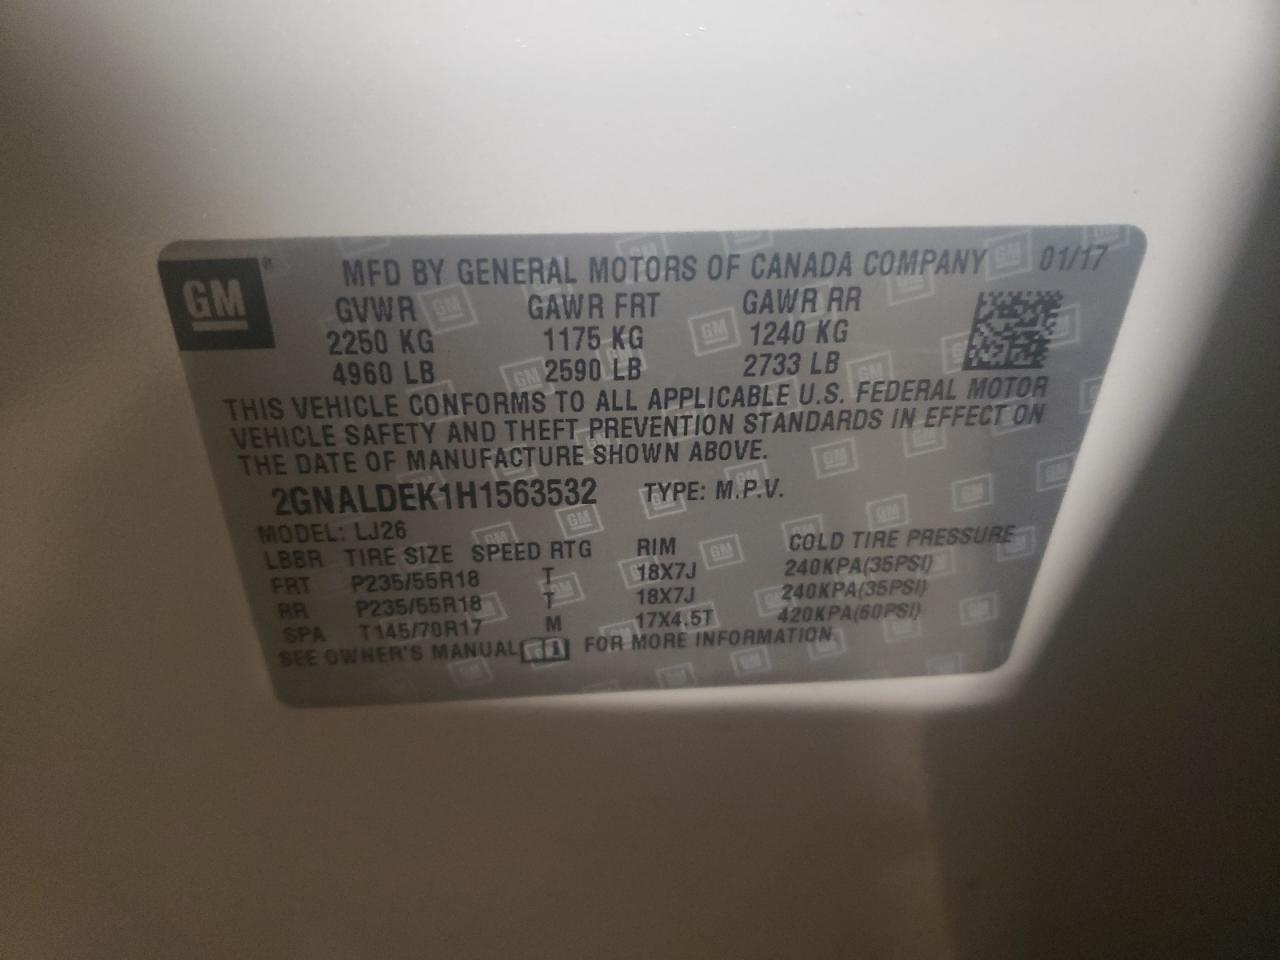 GM
MFD BY GENERAL MOTORS OF CANADA COMPANY 01/17
GVWR GAWR FRT GAWR RR
2250 KG 1175 KG 1240 KG
4960 LB 2590 LB 2733 LB
THIS VEHICLE CONFORMS TO ALL APPLICABLE U.S. FEDERAL MOTOR
VEHICLE SAFETY AND THEFT PREVENTION STANDARDS IN EFFECT ON
THE DATE OF MANUFACTURE SHOWN ABOVE.
2GNALDEK1H1563532 TYPE: M.P.V.
MODEL: LJ26
LBBR TIRE SIZE SPEED RTG RIM COLD TIRE PRESSURE
FRT P235/55R18 T 18X7J 240KPA(35PSI)
RR P235/55R18 T 18X7J 240KPA(35PSI)
SPA T145/70R17 M 17X4.5T 420KPA(60PSI)
SEE OWNER'S MANUAL FOR MORE INFORMATION